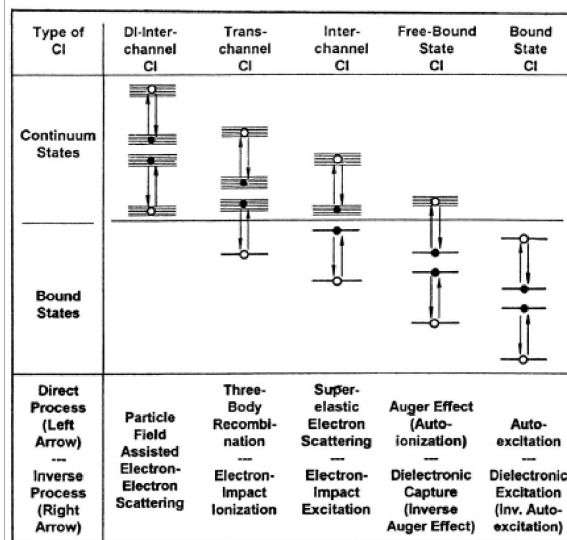 Type of CI
DI-Inter-channel CI
Trans-channel CI
Inter-channel CI
Free-Bound State CI
Bound State CI
Continuum States
Bound States
Direct Process (Left Arrow)
---
Inverse Process (Right Arrow)
Particle Field Assisted Electron-Electron Scattering
Three-Body Recombi-nation
---
Electron-Impact Ionization
Super-elastic Electron Scattering
---
Electron-Impact Excitation
Auger Effect (Auto-ionization)
---
Dielectronic Capture (Inverse Auger Effect)
Auto-excitation
---
Dielectronic Excitation (Inv. Auto-excitation)